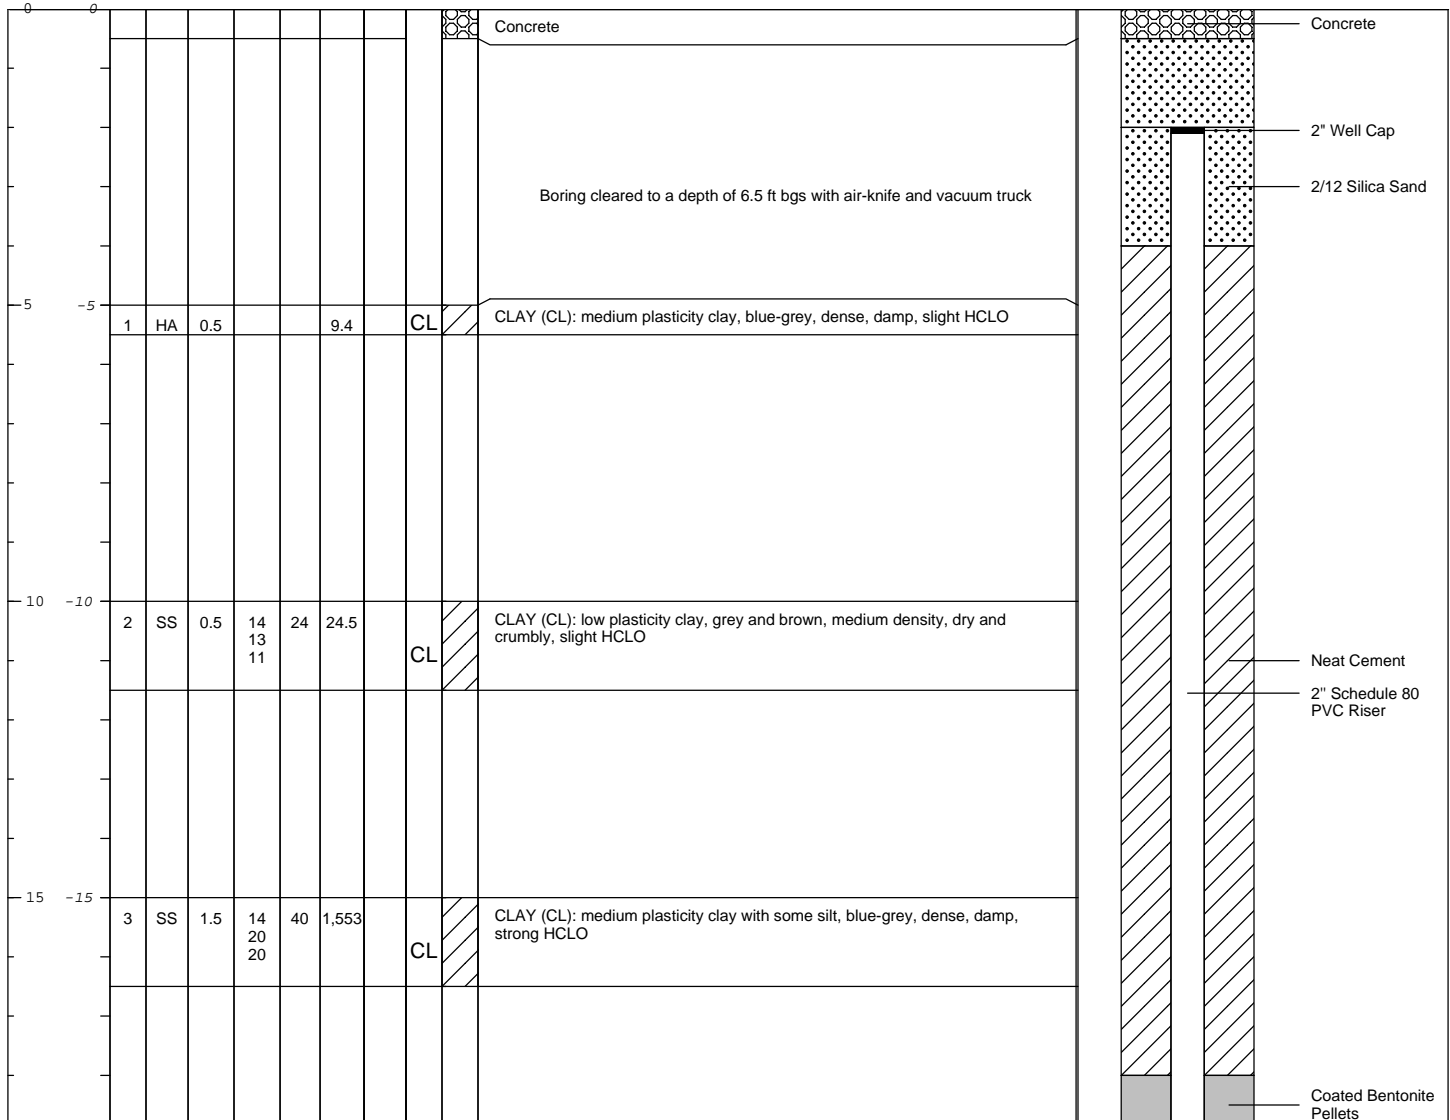 0 0
Concrete
Concrete
2" Well Cap
2/12 Silica Sand
Boring cleared to a depth of 6.5 ft bgs with air-knife and vacuum truck
5 -5
1 HA 0.5 9.4 CL
CLAY (CL): medium plasticity clay, blue-grey, dense, damp, slight HCLO
10 -10
2 SS 0.5 14 24 24.5
13
11
CL
CLAY (CL): low plasticity clay, grey and brown, medium density, dry and
crumbly, slight HCLO
Neat Cement
2" Schedule 80
PVC Riser
15 -15
3 SS 1.5 14 40 1,553
20
20
CL
CLAY (CL): medium plasticity clay with some silt, blue-grey, dense, damp,
strong HCLO
Coated Bentonite
Pellets